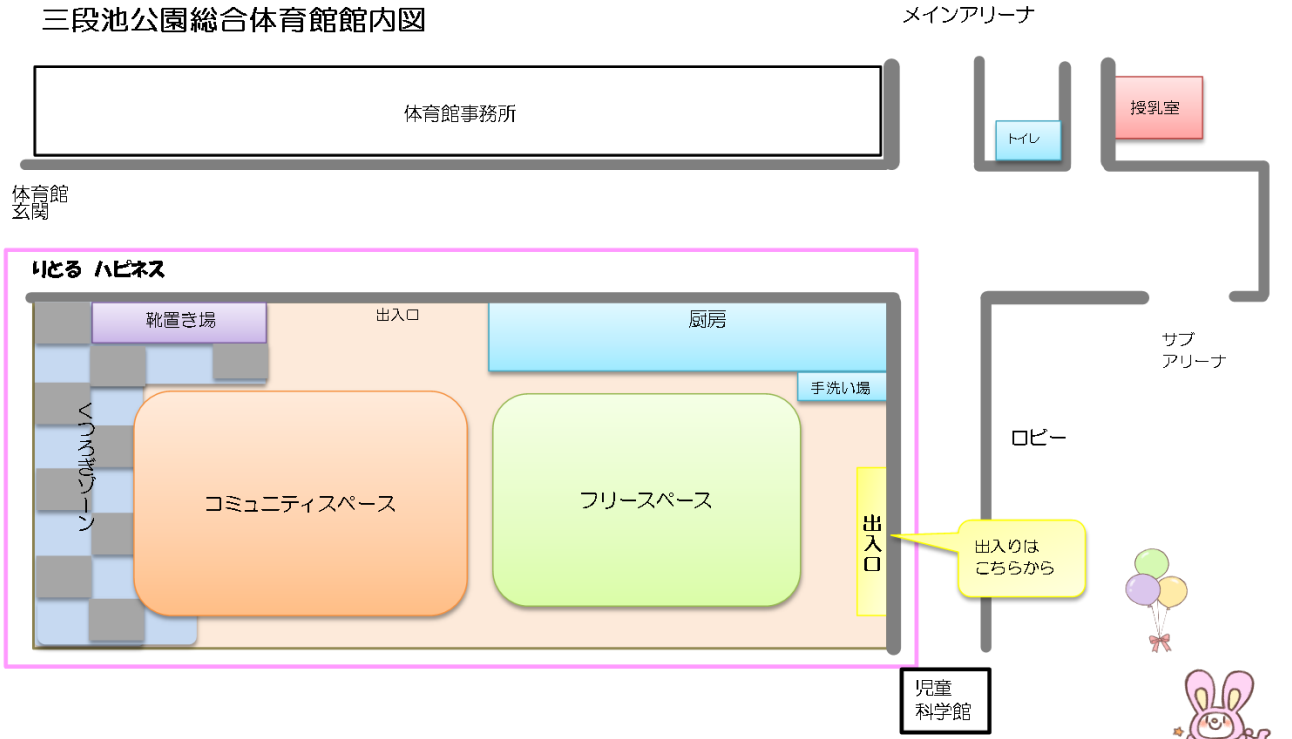 三段池公園総合体育館館内図
メインアリーナ
体育館事務所
トイレ
授乳室
体育館
玄関
りとる ハピネス
靴置き場
出入口
厨房
手洗い場
サブ
アリーナ
くつろぎゾーン
コミュニティスペース
フリースペース
ロビー
出入口
出入りは
こちらから
児童
科学館